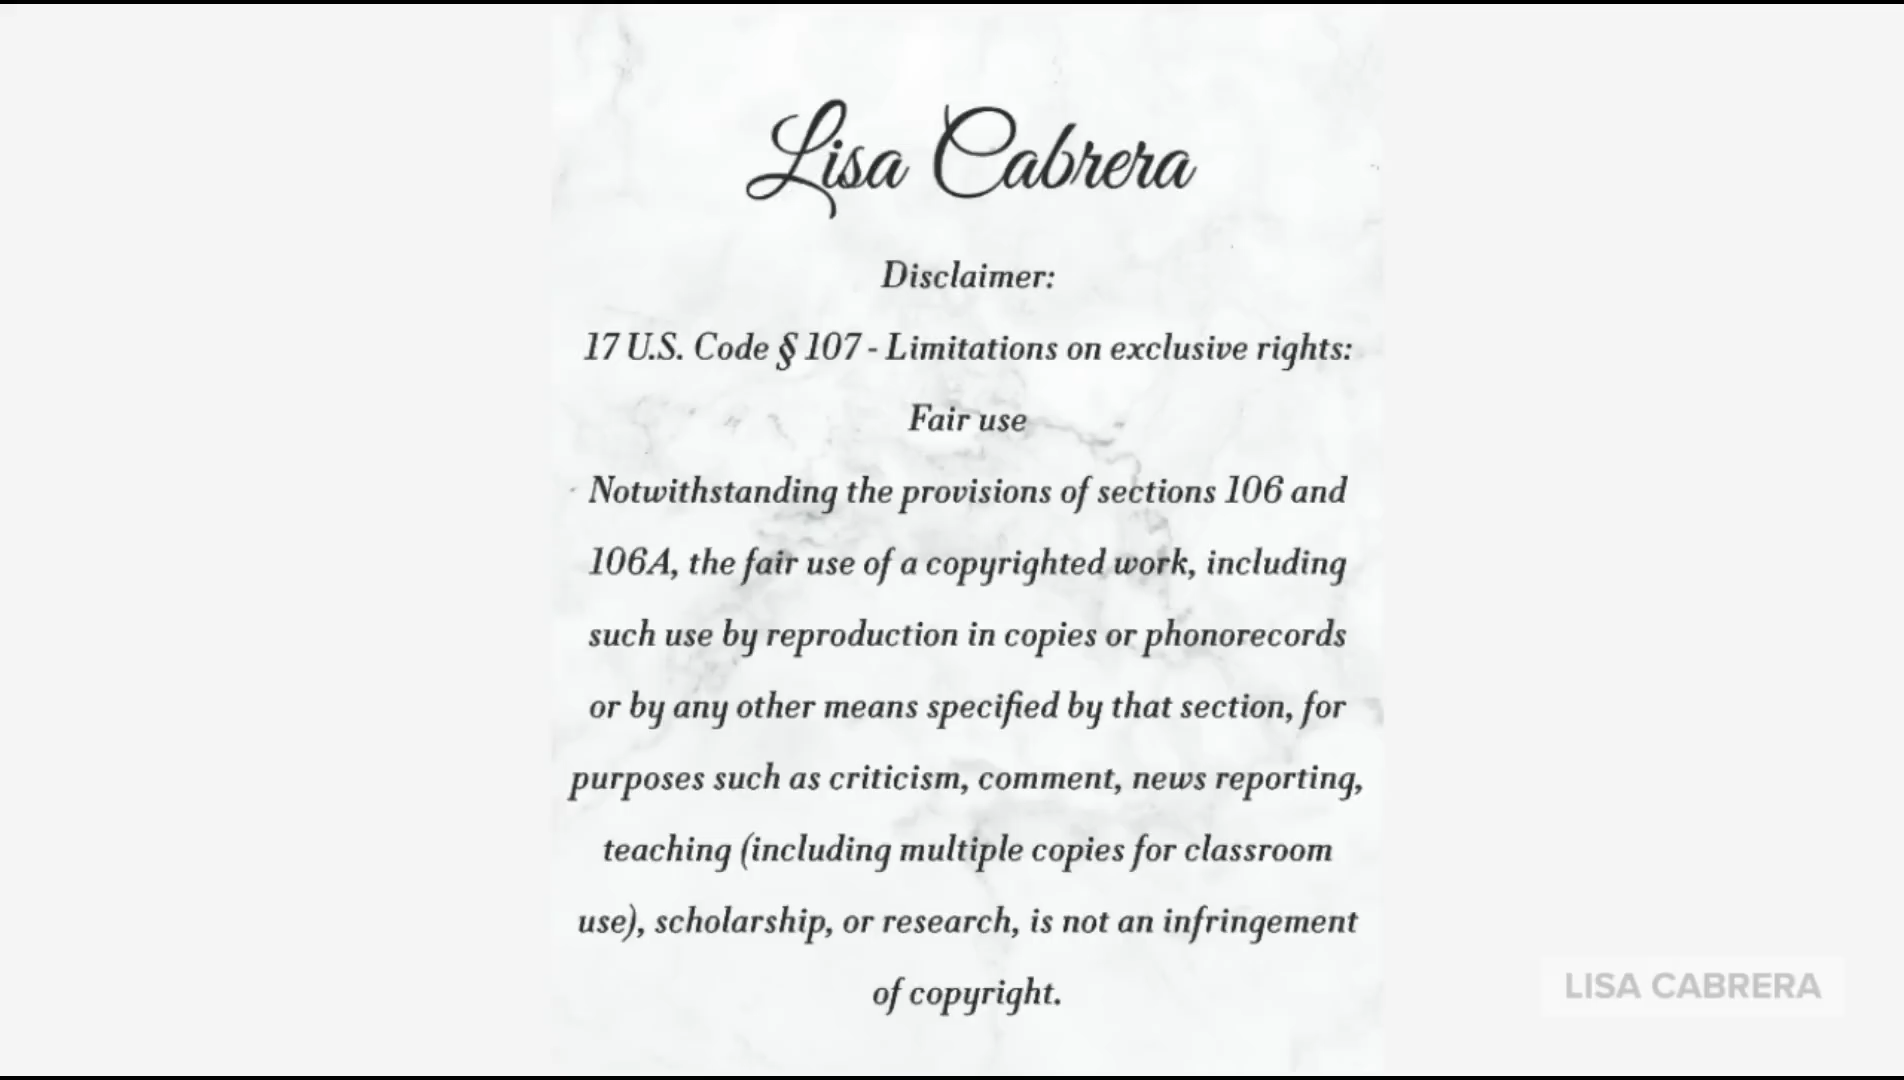 Lisa Cabrera
Disclaimer:
17 U.S. Code § 107 - Limitations on exclusive rights:
Fair use
Notwithstanding the provisions of sections 106 and
106A, the fair use of a copyrighted work, including
such use by reproduction in copies or phonorecords
or by any other means specified by that section, for
purposes such as criticism, comment, news reporting,
teaching (including multiple copies for classroom
use), scholarship, or research, is not an infringement
of copyright.
LISA CABRERA